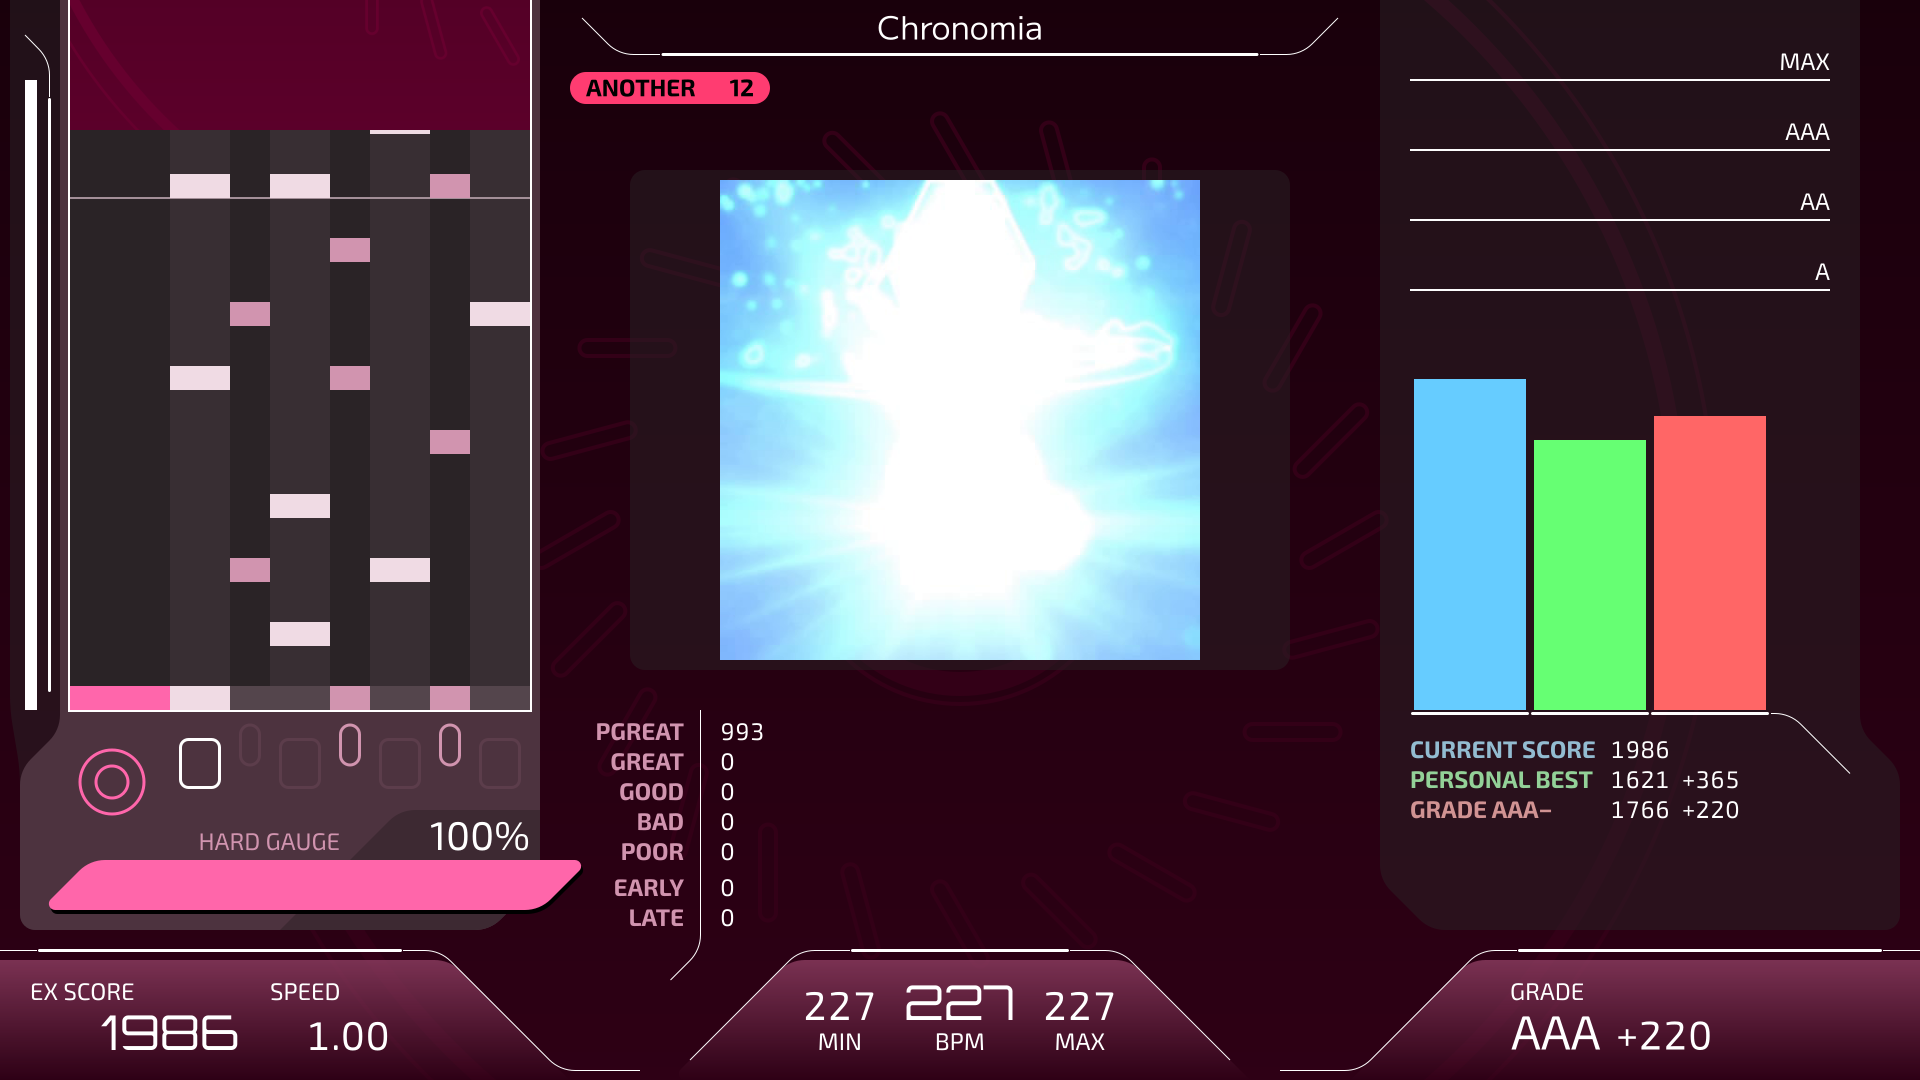 Chronomia
ANOTHER 12
MAX
AAA
AA
A
PGREAT 993
GREAT 0
GOOD 0
BAD 0
POOR 0
EARLY 0
LATE 0
CURRENT SCORE 1986
PERSONAL BEST 1621 +365
GRADE AAA− 1766 +220
HARD GAUGE 100%
EX SCORE 1986
SPEED 1.00
227 MIN
227 BPM
227 MAX
GRADE
AAA +220